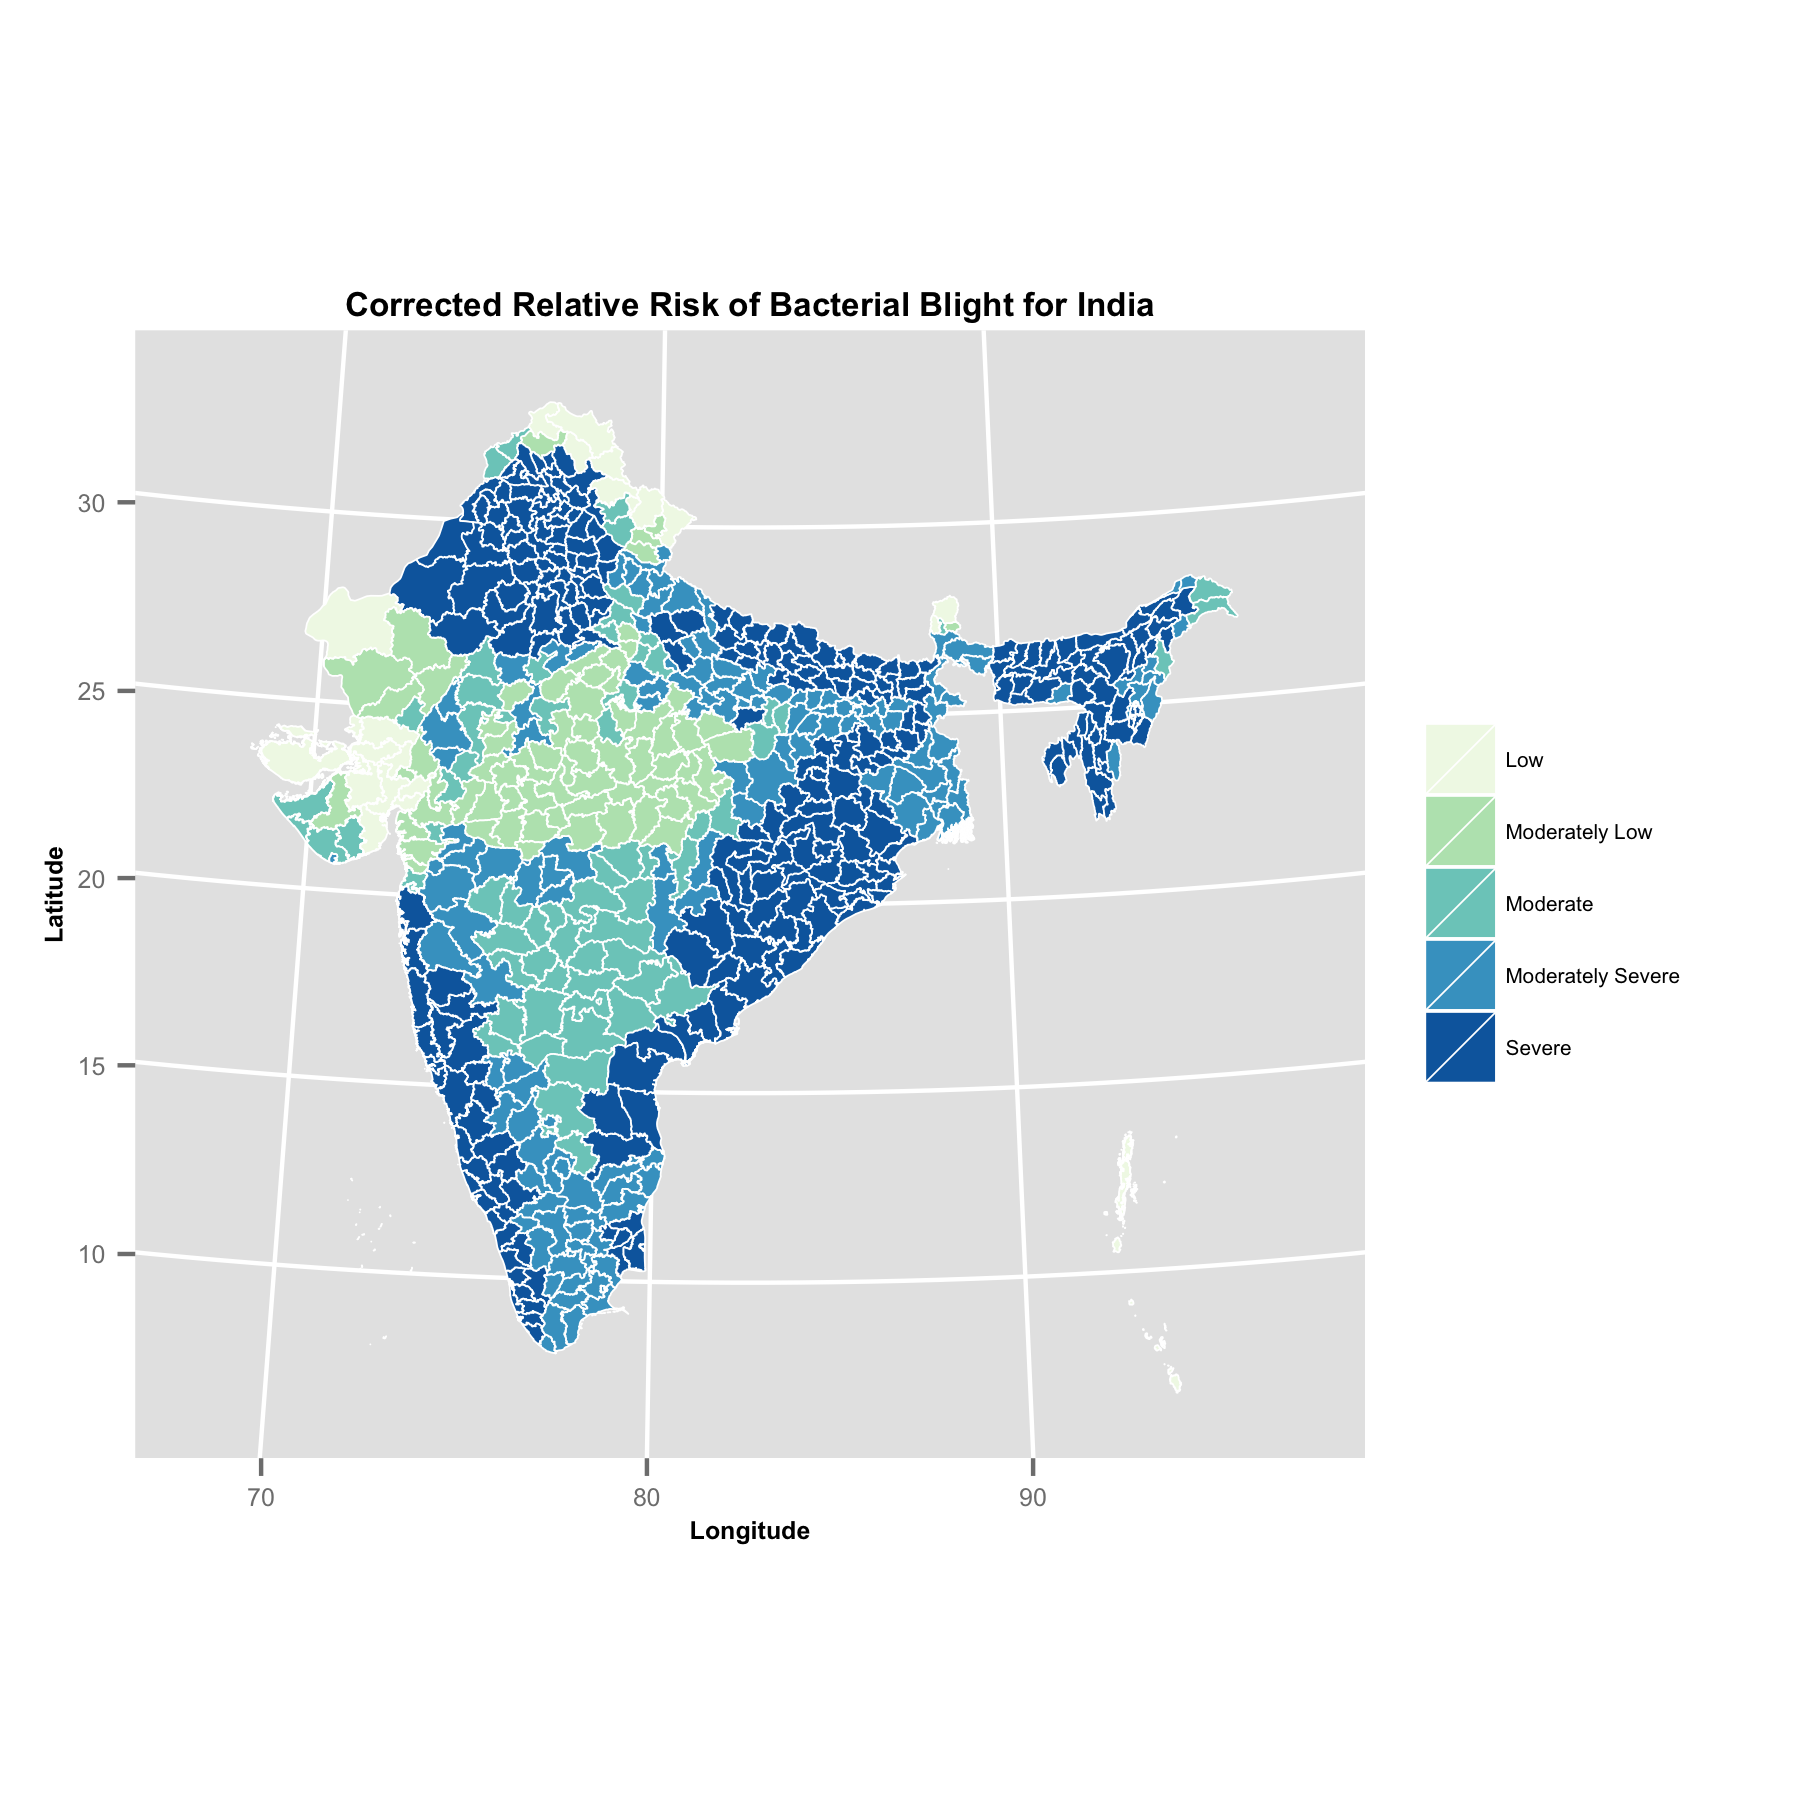 Corrected Relative Risk of Bacterial Blight for India
30
25
20
15
10
Latitude
70
80
90
Longitude
Low
Moderately Low
Moderate
Moderately Severe
Severe